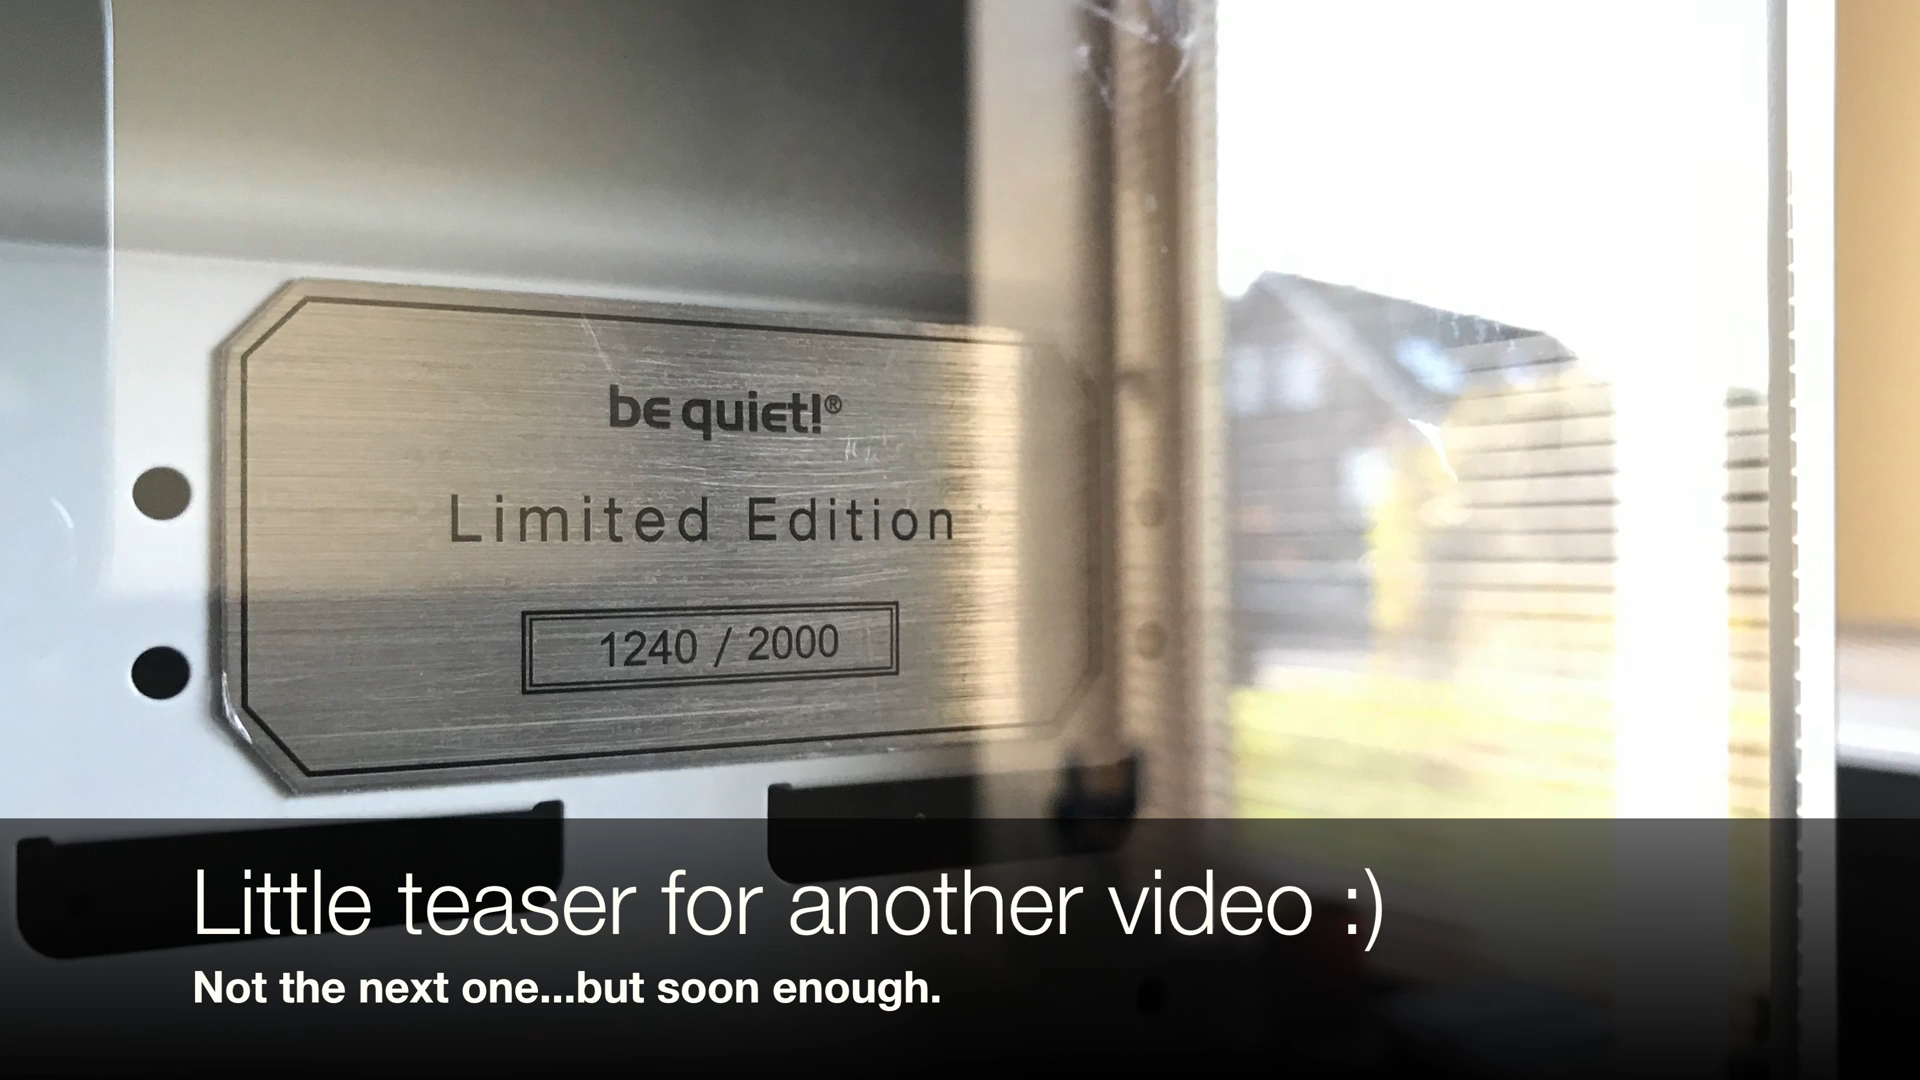 be quiet!®
Limited Edition
1240 / 2000
Little teaser for another video :)
Not the next one...but soon enough.